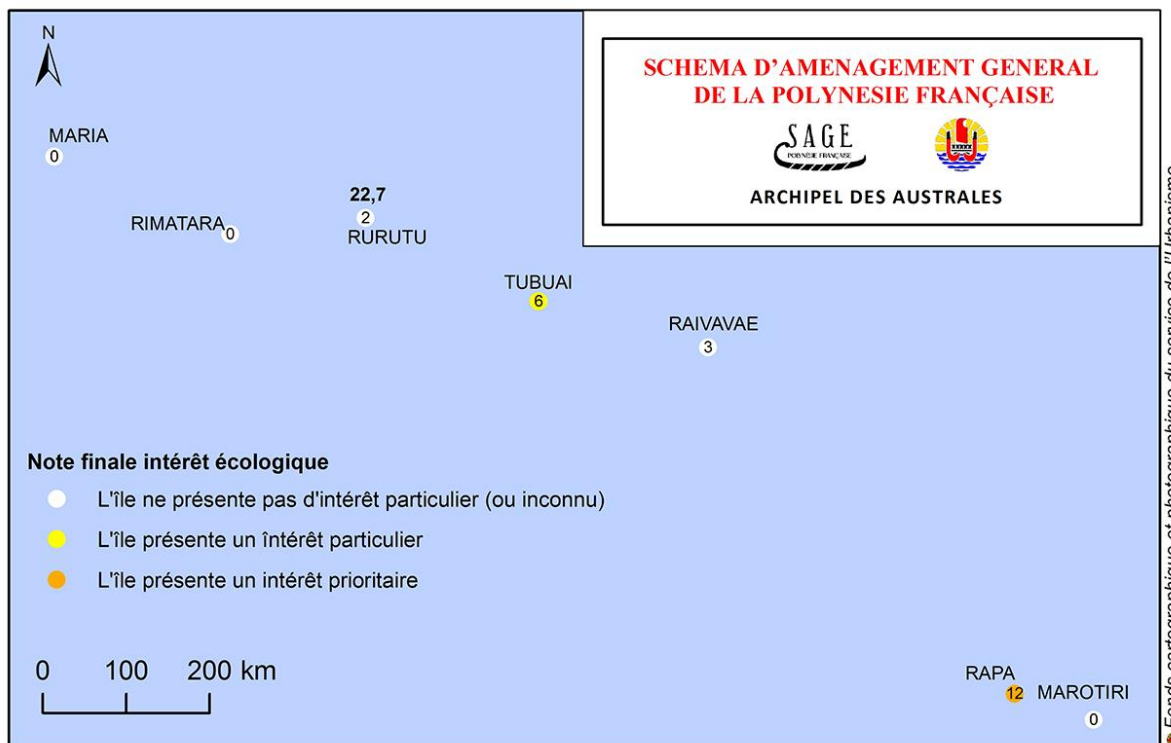 N
SCHEMA D'AMENAGEMENT GENERAL
DE LA POLYNESIE FRANÇAISE
SAGE
POLYNÉSIE FRANÇAISE
ARCHIPEL DES AUSTRALES
MARIA
0
22,7
RIMATARA
0
2
RURUTU
TUBUAI
6
RAIVAVAE
3
Note finale intérêt écologique
L'île ne présente pas d'intérêt particulier (ou inconnu)
L'île présente un întérêt particulier
L'île présente un intérêt prioritaire
0 100 200 km
RAPA
12
MAROTIRI
0
Fonds cartographique et photographique du service de l'Urbanisme